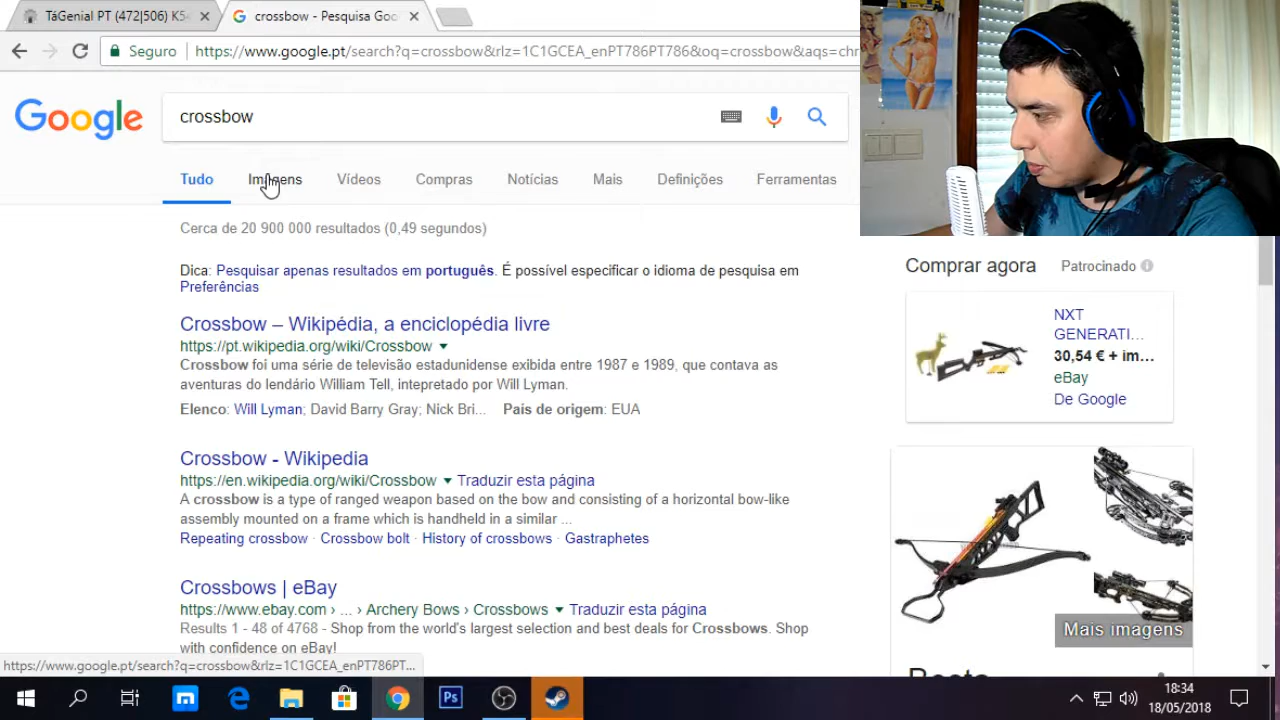 TáGenial PT (472|506) K
crossbow - Pesquisa Goo
Seguro
https://www.google.pt/search?q=crossbow&rlz=1C1GCEA_enPT786PT786&oq=crossbow&aqs=chr
Google
crossbow
Tudo
Imagens
Vídeos
Compras
Notícias
Mais
Definições
Ferramentas
Cerca de 20 900 000 resultados (0,49 segundos)
Dica: Pesquisar apenas resultados em português. É possível especificar o idioma de pesquisa em
Preferências
Crossbow – Wikipédia, a enciclopédia livre
https://pt.wikipedia.org/wiki/Crossbow
Crossbow foi uma série de televisão estadunidense exibida entre 1987 e 1989, que contava as
aventuras do lendário William Tell, intepretado por Will Lyman.
Elenco: Will Lyman; David Barry Gray; Nick Bri... País de origem: EUA
Crossbow - Wikipedia
https://en.wikipedia.org/wiki/Crossbow Traduzir esta página
A crossbow is a type of ranged weapon based on the bow and consisting of a horizontal bow-like
assembly mounted on a frame which is handheld in a similar ...
Repeating crossbow · Crossbow bolt · History of crossbows · Gastraphetes
Crossbows | eBay
https://www.ebay.com › ... › Archery Bows › Crossbows Traduzir esta página
Results 1 - 48 of 4768 - Shop from the world's largest selection and best deals for Crossbows. Shop
with confidence on eBay!
https://www.google.pt/search?q=crossbow&rlz=1C1GCEA_enPT786PT...
Comprar agora
Patrocinado
NXT
GENERATI...
30,54 € + im...
eBay
De Google
Mais imagens
Ps
18:34
18/05/2018